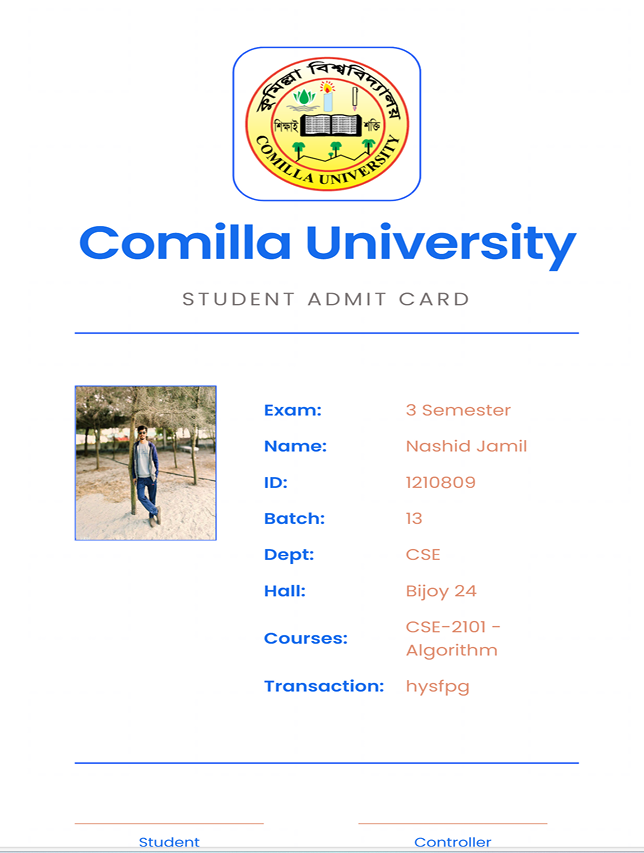 কুমিল্লা বিশ্ববিদ্যালয়
শিক্ষাই শক্তি
COMILLA UNIVERSITY
Comilla University
STUDENT ADMIT CARD
Exam: 3 Semester
Name: Nashid Jamil
ID: 1210809
Batch: 13
Dept: CSE
Hall: Bijoy 24
Courses: CSE-2101 -
Algorithm
Transaction: hysfpg
Student Controller